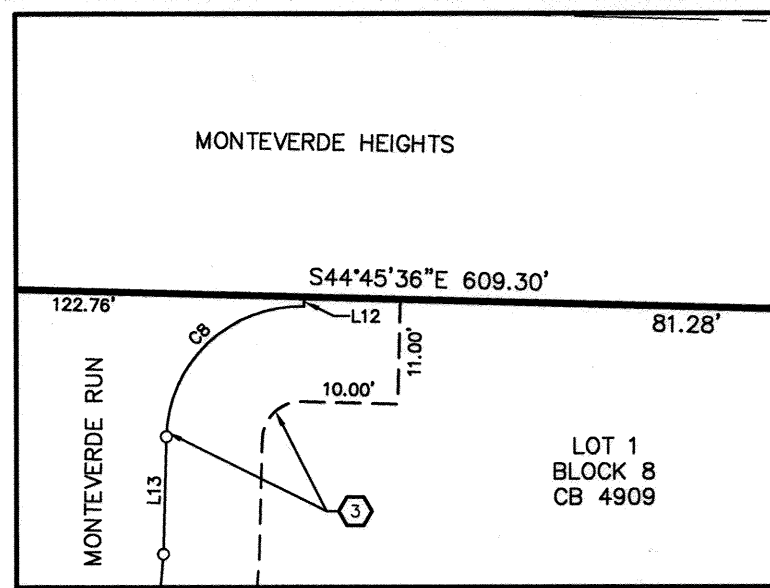 MONTEVERDE HEIGHTS
S44°45'36"E 609.30'
122.76'
L12
81.28'
C8
11.00'
10.00'
MONTEVERDE RUN
L13
LOT 1
BLOCK 8
CB 4909
3